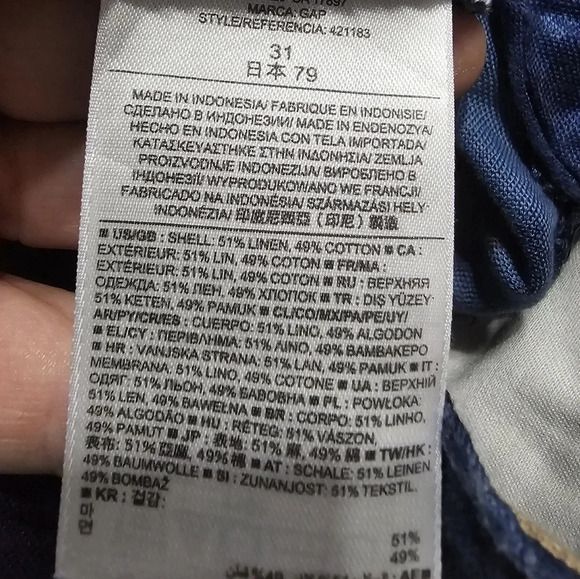 MARCA: GAP
STYLE/REFERENCIA: 421183
31
日本 79
MADE IN INDONESIA/ FABRIQUE EN INDONISIE/
СДЕЛАНО В ИНДОНЕЗИИ/ MADE IN ENDENOZYA/
HECHO EN INDONESIA CON TELA IMPORTADA/
ΚΑΤΑΣΚΕΥΑΣΤΗΚΕ ΣΤΗΝ ΙΝΔΟΝΗΣΙΑ/ ZEMLJA
PROIZVODNJE INDONEZIJA/ ВИРОБЛЕНО В
ІНДОНЕЗІЇ/ WYPRODUKOWANO WE FRANCJI/
FABRICADO NA INDONÉSIA/ SZÁRMAZÁSI HELY·
INDONÉZIA/ 印度尼西亞 (印尼) 製造
■ US/GB : SHELL: 51% LINEN, 49% COTTON ■ CA :
EXTÉRIEUR: 51% LIN, 49% COTON ■ FR/MA :
EXTÉRIEUR: 51% LIN, 49% COTON ■ RU : ВЕРХНЯЯ
ОДЕЖДА: 51% ЛЕН, 49% ХЛОПОК ■ TR : DIŞ YÜZEY·
51% KETEN, 49% PAMUK ■ CL/CO/MX/PA/PE/UY/
AR/PY/CR/ES : CUERPO: 51% LINO, 49% ALGODON
■ EL/CY : ΠΕΡΙΒΛΗΜΑ: 51% ΛΙΝΟ, 49% ΒΑΜΒΑΚΕΡΟ
■ HR : VANJSKA STRANA: 51% LAN, 49% PAMUK ■ IT :
MEMBRANA: 51% LINO, 49% COTONE ■ UA : ВЕРХНІЙ
ОДЯГ: 51% ЛЬОН, 49% БАВОВНА ■ PL : POWŁOKA:
51% LEN, 49% BAWEŁNA ■ BR : CORPO: 51% LINHO,
49% ALGODÃO ■ HU : RÉTEG: 51% VÁSZON,
49% PAMUT ■ JP : 表地: 51% 麻, 49% 綿 ■ TW/HK :
表布: 51% 亞麻, 49% 棉 ■ AT : SCHALE: 51% LEINEN,
49% BAUMWOLLE ■ SI : ZUNANJOST: 51% TEKSTIL,
49% BOMBAŽ
■ KR : 겉감:
마 51%
면 49%